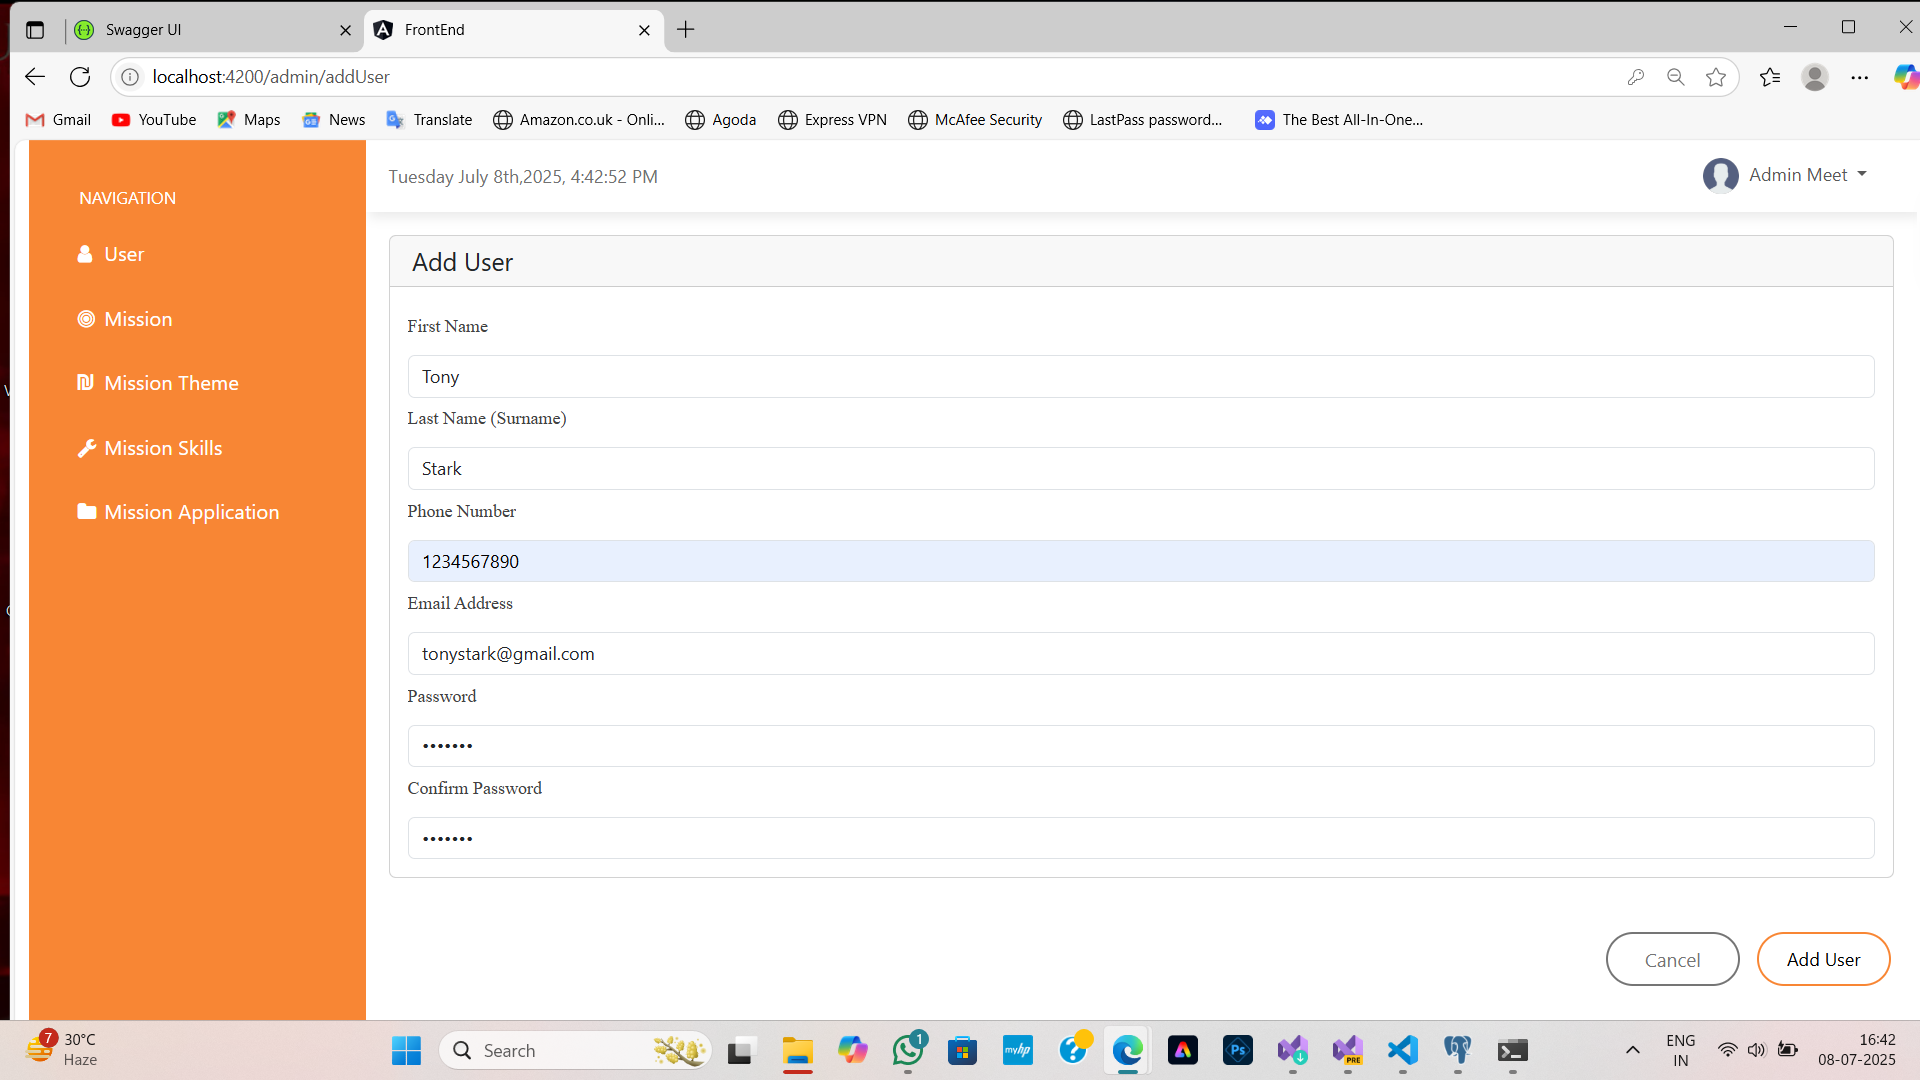 Swagger UI
FrontEnd
localhost:4200/admin/addUser
Gmail
YouTube
Maps
News
Translate
Amazon.co.uk - Onli...
Agoda
Express VPN
McAfee Security
LastPass password...
The Best All-In-One...
NAVIGATION
User
Mission
Mission Theme
Mission Skills
Mission Application
Tuesday July 8th,2025, 4:42:52 PM
Admin Meet
Add User
First Name
Tony
Last Name (Surname)
Stark
Phone Number
1234567890
Email Address
tonystark@gmail.com
Password
•••••••
Confirm Password
•••••••
Cancel
Add User
7
30°C
Haze
Search
1
myhp
Ps
PRE
ENG
IN
16:42
08-07-2025